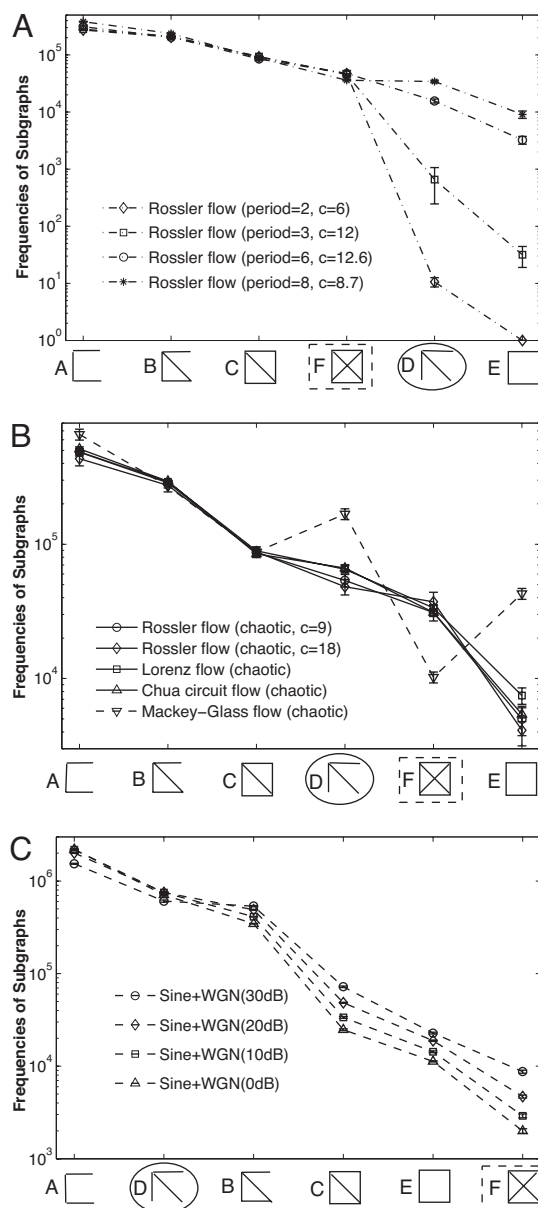 A
Frequencies of Subgraphs
10^5
10^4
10^3
10^2
10^1
10^0
Rossler flow (period=2, c=6)
Rossler flow (period=3, c=12)
Rossler flow (period=6, c=12.6)
Rossler flow (period=8, c=8.7)
A B C F D E
B
Frequencies of Subgraphs
10^5
10^4
Rossler flow (chaotic, c=9)
Rossler flow (chaotic, c=18)
Lorenz flow (chaotic)
Chua circuit flow (chaotic)
Mackey-Glass flow (chaotic)
A B C D F E
C
Frequencies of Subgraphs
10^6
10^5
10^4
10^3
Sine+WGN(30dB)
Sine+WGN(20dB)
Sine+WGN(10dB)
Sine+WGN(0dB)
A D B C E F